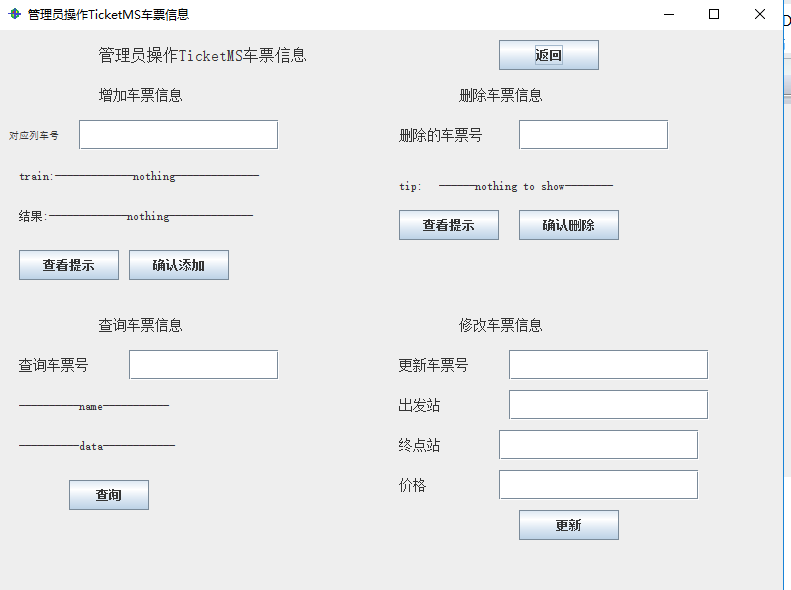 管理员操作TicketMS车票信息
管理员操作TicketMS车票信息
返回
增加车票信息
对应列车号
train:—————————————nothing——————————————
结果:—————————————nothing——————————————
查看提示 确认添加
删除车票信息
删除的车票号
tip: ——————nothing to show————————
查看提示 确认删除
查询车票信息
查询车票号
——————————name———————————
——————————data————————————
查询
修改车票信息
更新车票号
出发站
终点站
价格
更新